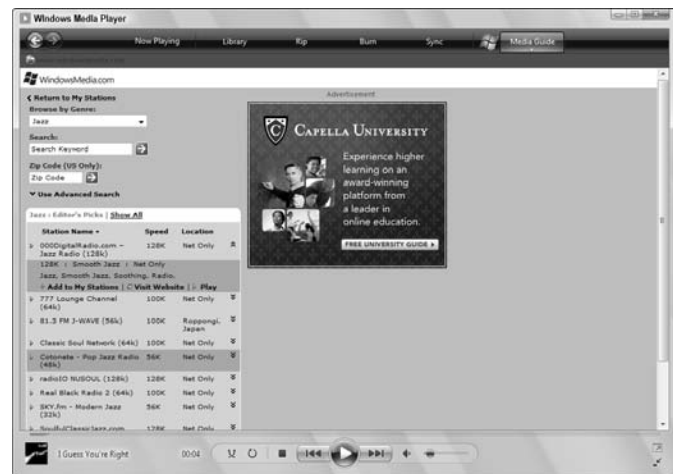 Windows Media Player
Now Playing Library Rip Burn Sync Media Guide
WindowsMedia.com
Return to My Stations
Browse by Genre:
Jazz
Search:
Search Keyword
Zip Code (US Only):
Zip Code
Use Advanced Search
Jazz : Editor's Picks | Show All
Station Name Speed Location
000DigitalRadio.com – 128K Net Only
Jazz Radio (128k)
128K : Smooth Jazz : Net Only
Jazz, Smooth Jazz, Soothing, Radio.
Add to My Stations | Visit Website | Play
777 Lounge Channel 100K Net Only
(64k)
81.3 FM J-WAVE (56k) 100K Roppongi,
Japan
Classic Soul Network (64k) 100K Net Only
Cotonete - Pop Jazz Radio 56K Net Only
(48k)
radioIO NUSOUL (128k) 128K Net Only
Real Black Radio 2 (64k) 100K Net Only
SKY.fm - Modern Jazz 56K Net Only
(32k)
SoulfulClassicJazz.com 128K Net Only
Advertisement
CAPELLA UNIVERSITY
Experience higher
learning on an
award-winning
platform from
a leader in
online education.
FREE UNIVERSITY GUIDE
I Guess You're Right 00:04